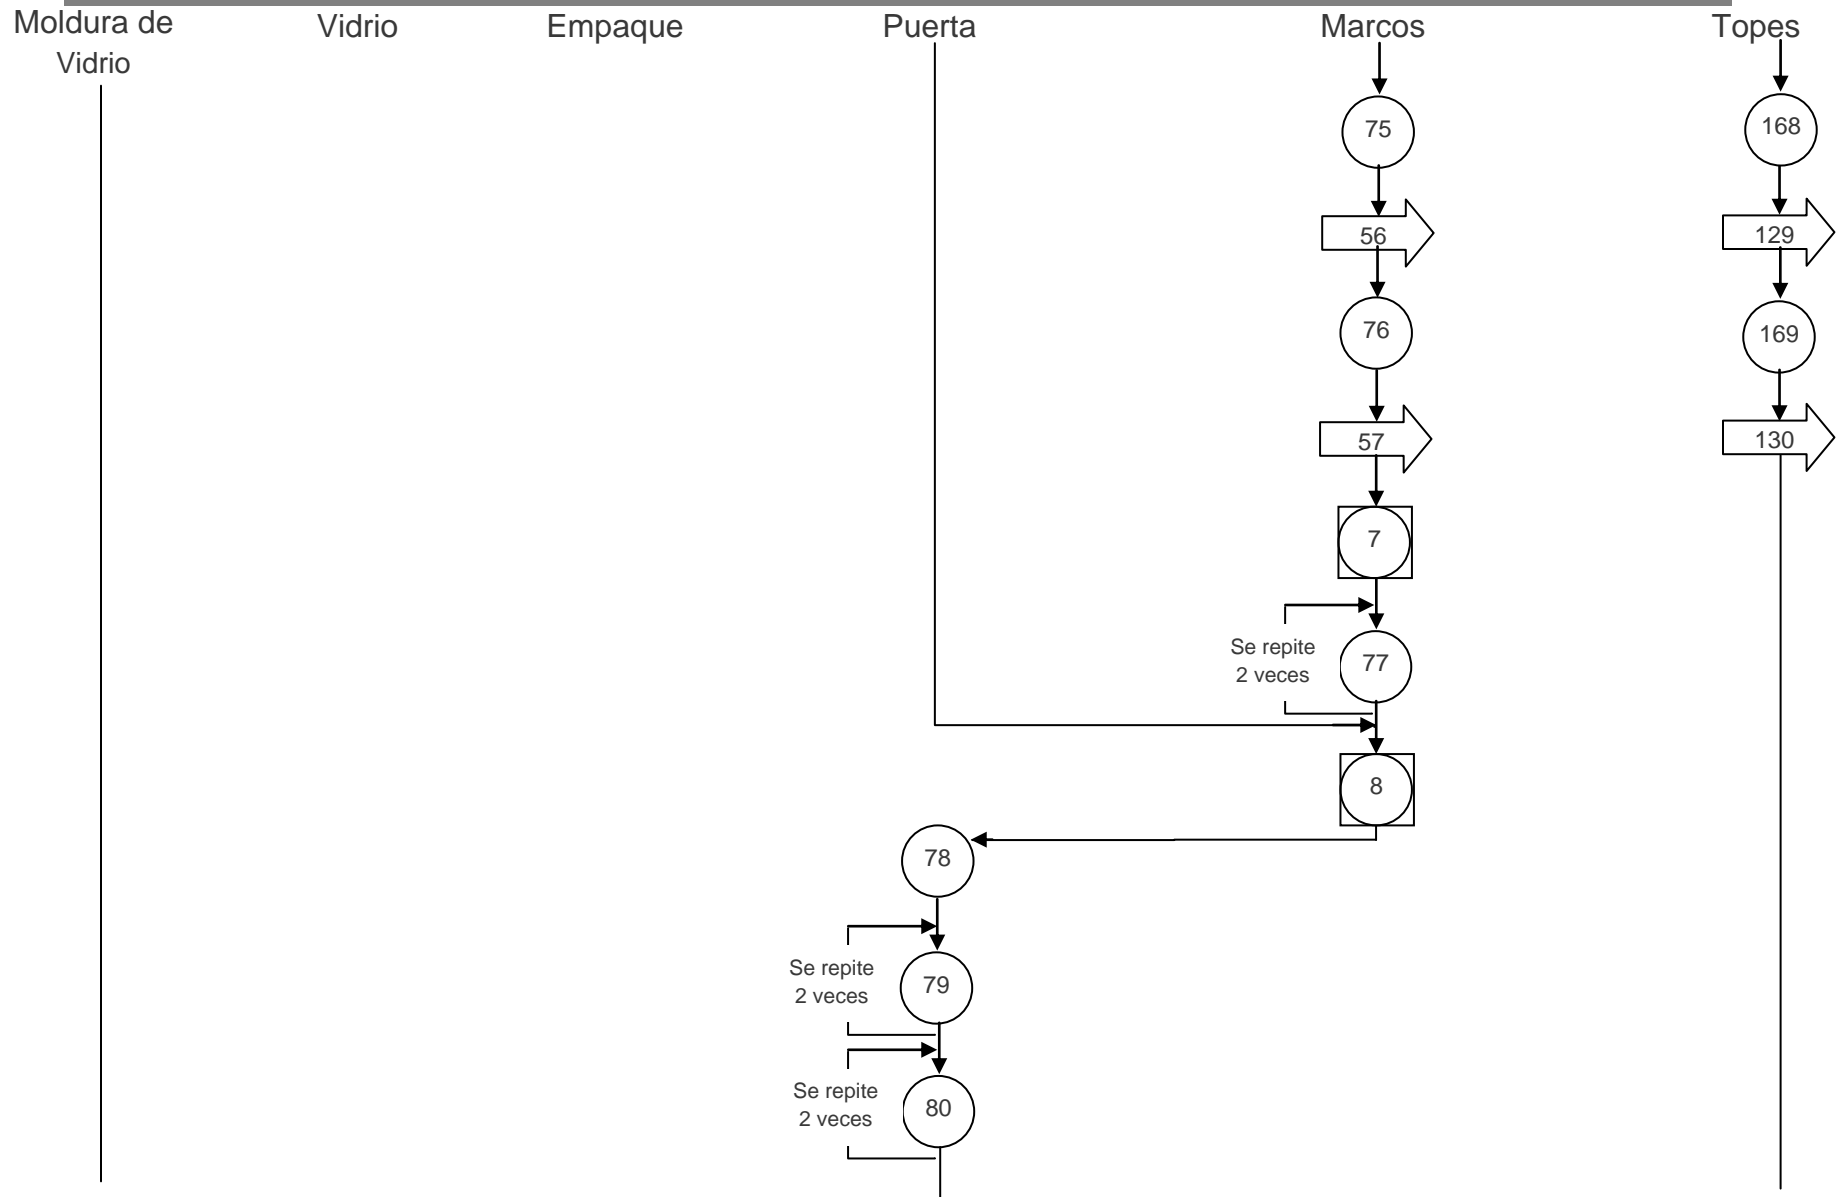 Moldura de
Vidrio
Vidrio
Empaque
Puerta
Marcos
Topes
75
168
56
129
76
169
57
130
7
Se repite
2 veces
77
8
78
Se repite
2 veces
79
Se repite
2 veces
80